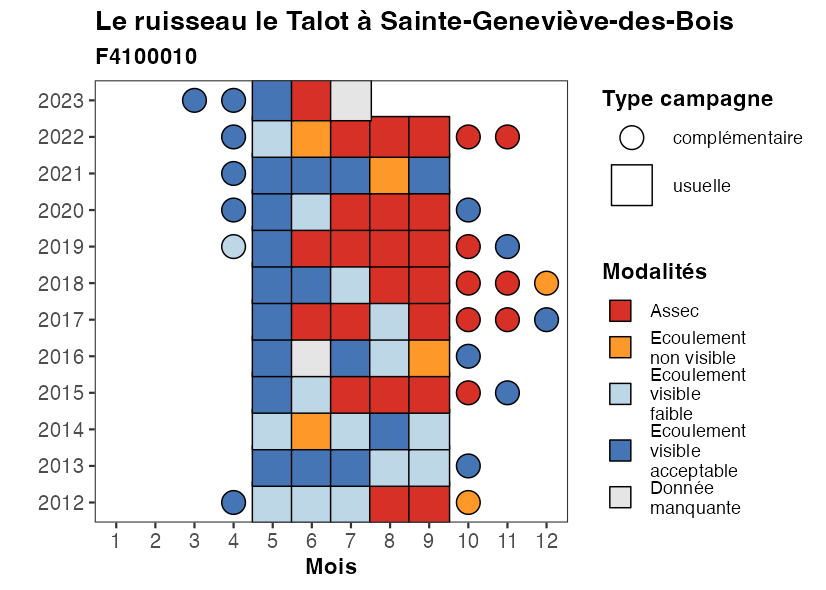 Le ruisseau le Talot à Sainte-Geneviève-des-Bois
F4100010
2023
2022
2021
2020
2019
2018
2017
2016
2015
2014
2013
2012
1 2 3 4 5 6 7 8 9 10 11 12
Mois
Type campagne
complémentaire
usuelle
Modalités
Assec
Ecoulement
non visible
Ecoulement
visible
faible
Ecoulement
visible
acceptable
Donnée
manquante